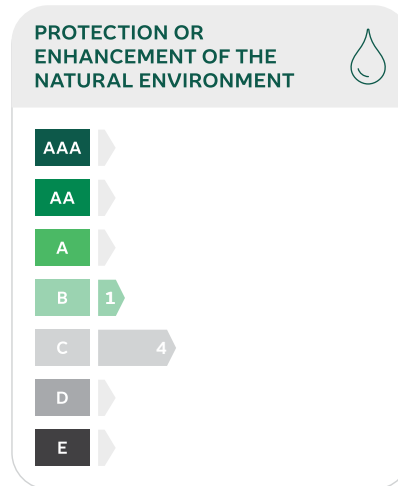 PROTECTION OR
ENHANCEMENT OF THE
NATURAL ENVIRONMENT
AAA
AA
A
B 1
C 4
D
E